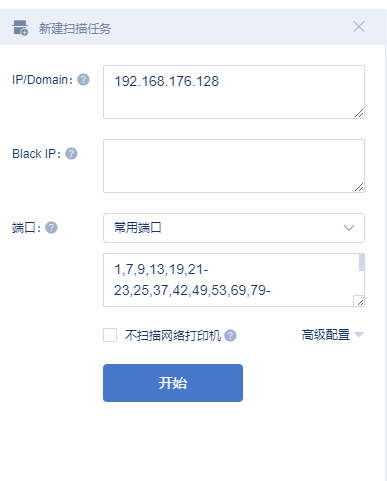 新建扫描任务
IP/Domain:
192.168.176.128
Black IP:
端口:
常用端口
1,7,9,13,19,21-
23,25,37,42,49,53,69,79-
不扫描网络打印机
高级配置
开始